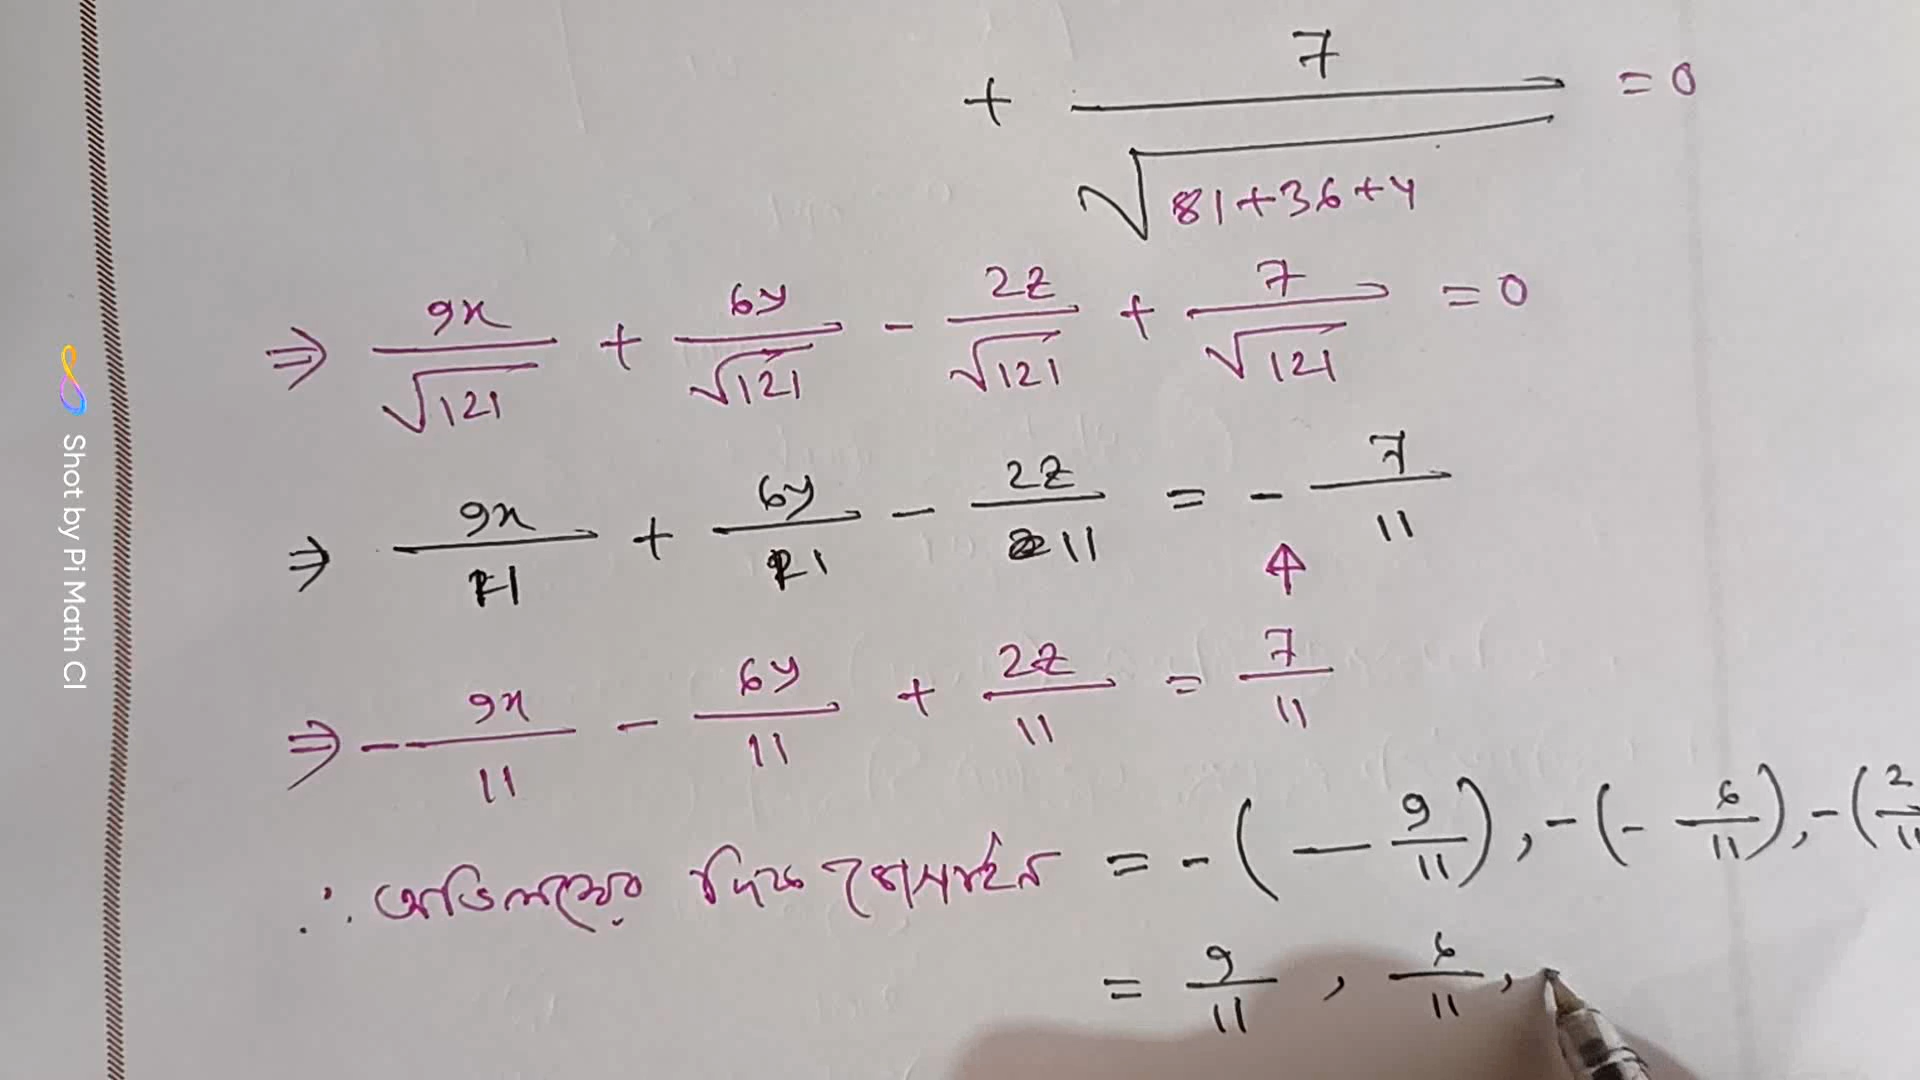 + 7/√(81+36+4) = 0
⇒ 9x/√121 + 6y/√121 - 2z/√121 + 7/√121 = 0
⇒ 9x/11 + 6y/11 - 2z/11 = - 7/11
⇒ - 9x/11 - 6y/11 + 2z/11 = 7/11
∴ অভিলম্বের দিক কোসাইন = -(- 9/11), -(- 6/11), -(2/11
= 9/11, 6/11,
Shot by Pi Math Cl